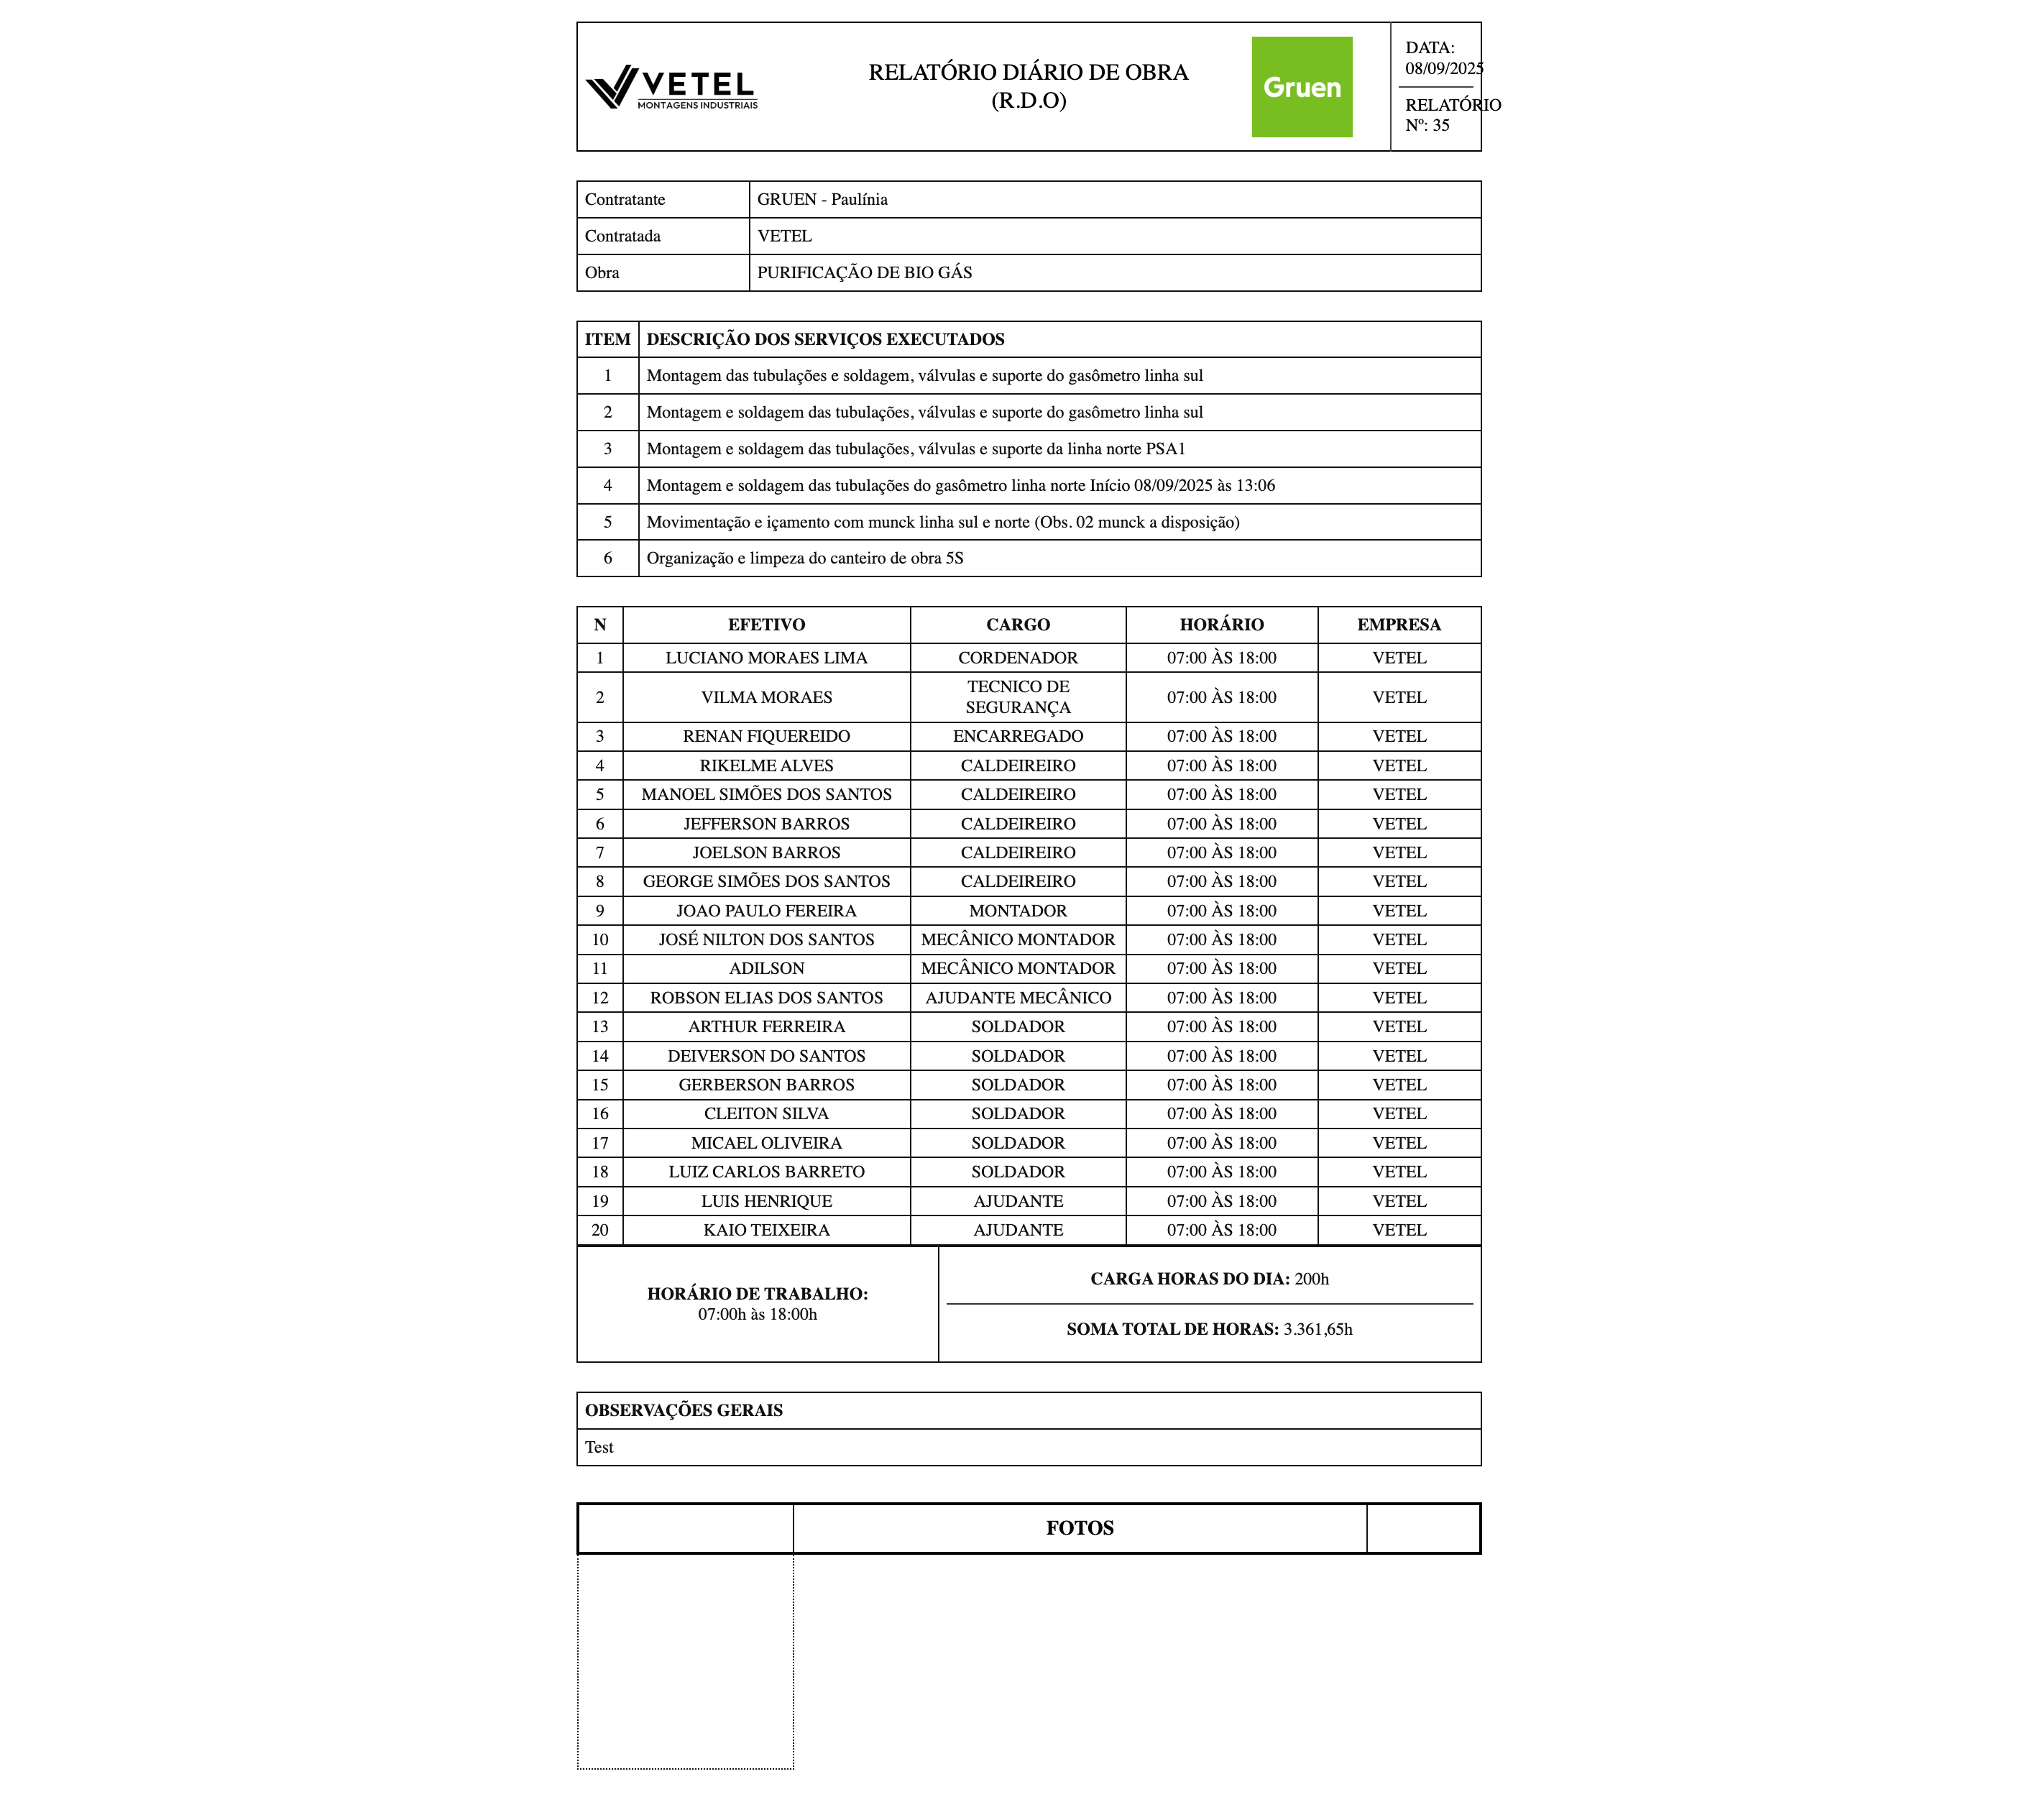 VETEL
MONTAGENS INDUSTRIAIS
RELATÓRIO DIÁRIO DE OBRA
(R.D.O)
Gruen
DATA:
08/09/2025
RELATÓRIO
Nº: 35
Contratante GRUEN - Paulínia
Contratada VETEL
Obra PURIFICAÇÃO DE BIO GÁS
ITEM DESCRIÇÃO DOS SERVIÇOS EXECUTADOS
1 Montagem das tubulações e soldagem, válvulas e suporte do gasômetro linha sul
2 Montagem e soldagem das tubulações, válvulas e suporte do gasômetro linha sul
3 Montagem e soldagem das tubulações, válvulas e suporte da linha norte PSA1
4 Montagem e soldagem das tubulações do gasômetro linha norte Início 08/09/2025 às 13:06
5 Movimentação e içamento com munck linha sul e norte (Obs. 02 munck a disposição)
6 Organização e limpeza do canteiro de obra 5S
N EFETIVO CARGO HORÁRIO EMPRESA
1 LUCIANO MORAES LIMA CORDENADOR 07:00 ÀS 18:00 VETEL
2 VILMA MORAES TECNICO DE SEGURANÇA 07:00 ÀS 18:00 VETEL
3 RENAN FIQUEREIDO ENCARREGADO 07:00 ÀS 18:00 VETEL
4 RIKELME ALVES CALDEIREIRO 07:00 ÀS 18:00 VETEL
5 MANOEL SIMÕES DOS SANTOS CALDEIREIRO 07:00 ÀS 18:00 VETEL
6 JEFFERSON BARROS CALDEIREIRO 07:00 ÀS 18:00 VETEL
7 JOELSON BARROS CALDEIREIRO 07:00 ÀS 18:00 VETEL
8 GEORGE SIMÕES DOS SANTOS CALDEIREIRO 07:00 ÀS 18:00 VETEL
9 JOAO PAULO FEREIRA MONTADOR 07:00 ÀS 18:00 VETEL
10 JOSÉ NILTON DOS SANTOS MECÂNICO MONTADOR 07:00 ÀS 18:00 VETEL
11 ADILSON MECÂNICO MONTADOR 07:00 ÀS 18:00 VETEL
12 ROBSON ELIAS DOS SANTOS AJUDANTE MECÂNICO 07:00 ÀS 18:00 VETEL
13 ARTHUR FERREIRA SOLDADOR 07:00 ÀS 18:00 VETEL
14 DEIVERSON DO SANTOS SOLDADOR 07:00 ÀS 18:00 VETEL
15 GERBERSON BARROS SOLDADOR 07:00 ÀS 18:00 VETEL
16 CLEITON SILVA SOLDADOR 07:00 ÀS 18:00 VETEL
17 MICAEL OLIVEIRA SOLDADOR 07:00 ÀS 18:00 VETEL
18 LUIZ CARLOS BARRETO SOLDADOR 07:00 ÀS 18:00 VETEL
19 LUIS HENRIQUE AJUDANTE 07:00 ÀS 18:00 VETEL
20 KAIO TEIXEIRA AJUDANTE 07:00 ÀS 18:00 VETEL
HORÁRIO DE TRABALHO:
07:00h às 18:00h
CARGA HORAS DO DIA: 200h
SOMA TOTAL DE HORAS: 3.361,65h
OBSERVAÇÕES GERAIS
Test
FOTOS